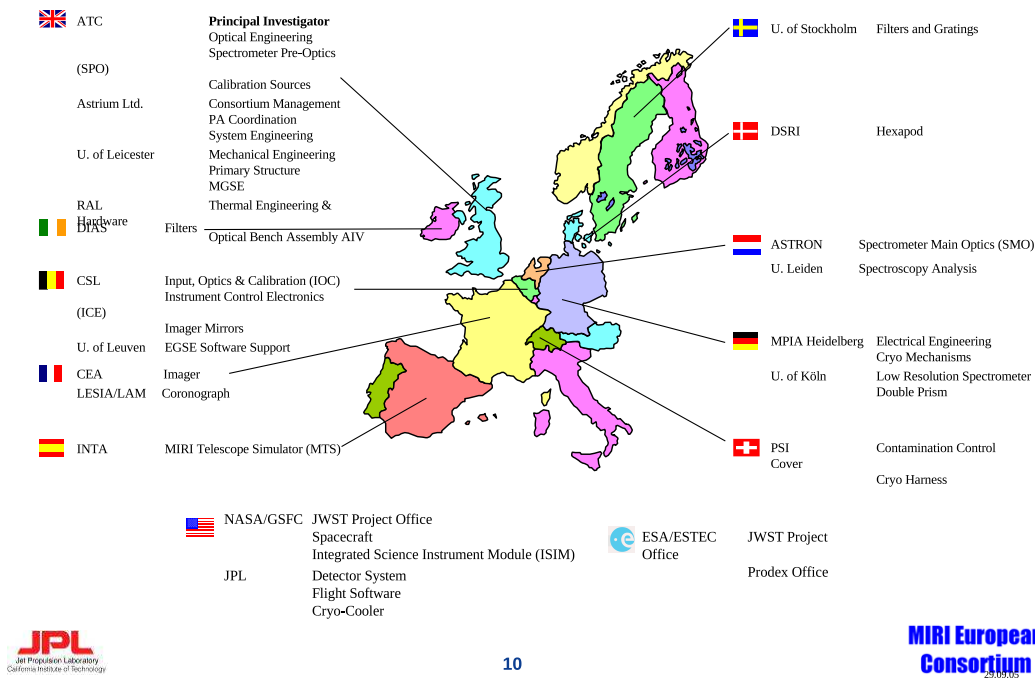 ATC Principal Investigator
Optical Engineering
Spectrometer Pre-Optics
(SPO)
Calibration Sources
Astrium Ltd. Consortium Management
PA Coordination
System Engineering
U. of Leicester Mechanical Engineering
Primary Structure
MGSE
RAL Thermal Engineering &
Hardware
Optical Bench Assembly AIV
DIAS Filters
CSL Input, Optics & Calibration (IOC)
Instrument Control Electronics
(ICE)
Imager Mirrors
U. of Leuven EGSE Software Support
CEA Imager
LESIA/LAM Coronograph
INTA MIRI Telescope Simulator (MTS)
U. of Stockholm Filters and Gratings
DSRI Hexapod
ASTRON Spectrometer Main Optics (SMO)
U. Leiden Spectroscopy Analysis
MPIA Heidelberg Electrical Engineering
Cryo Mechanisms
U. of Köln Low Resolution Spectrometer
Double Prism
PSI Contamination Control
Cover
Cryo Harness
NASA/GSFC JWST Project Office
Spacecraft
Integrated Science Instrument Module (ISIM)
JPL Detector System
Flight Software
Cryo-Cooler
ESA/ESTEC JWST Project
Office
Prodex Office
JPL
Jet Propulsion Laboratory
California Institute of Technology
10
MIRI European
Consortium
29.09.05